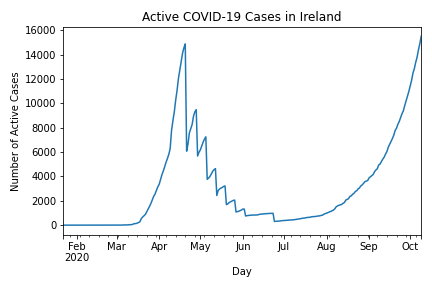 Active COVID-19 Cases in Ireland
16000
14000
12000
10000
8000
6000
4000
2000
0
Number of Active Cases
Feb Mar Apr May Jun Jul Aug Sep Oct
2020
Day